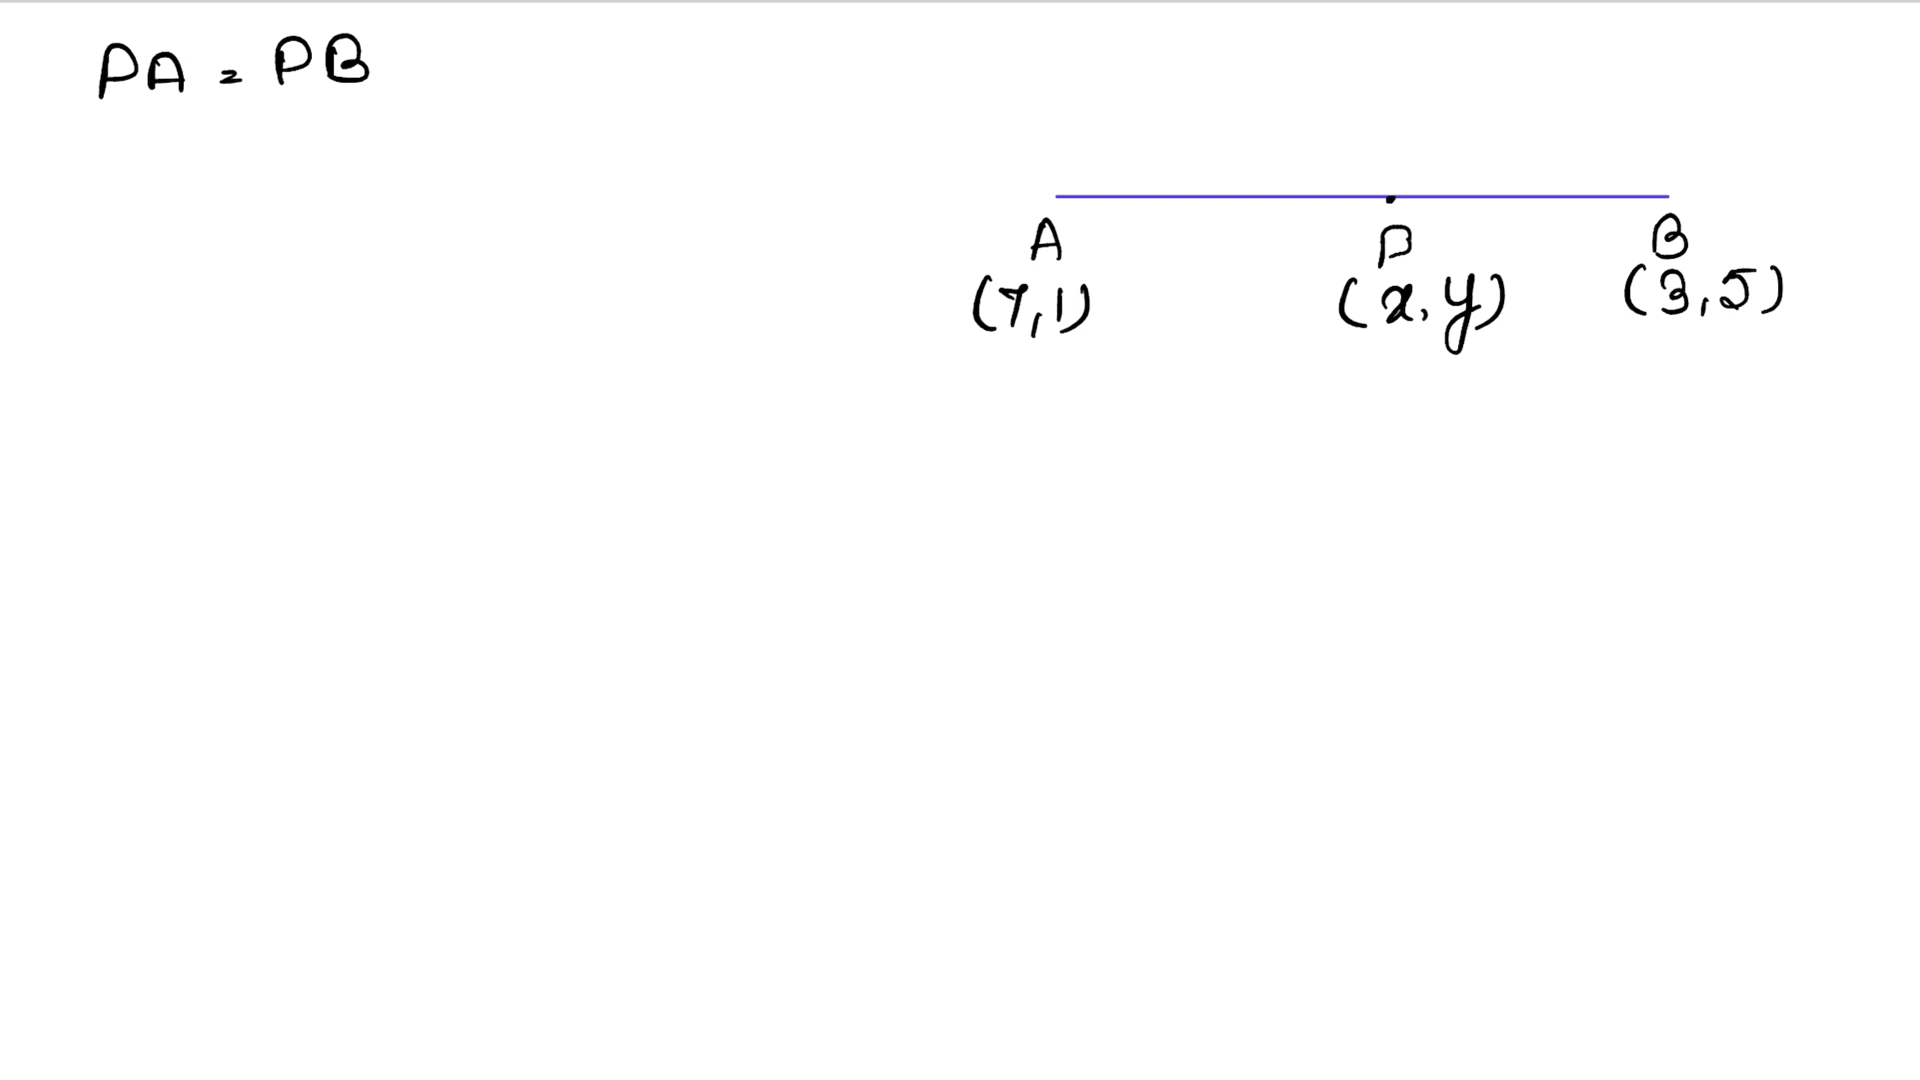 PA = PB
A P B
(7,1) (x,y) (3,5)